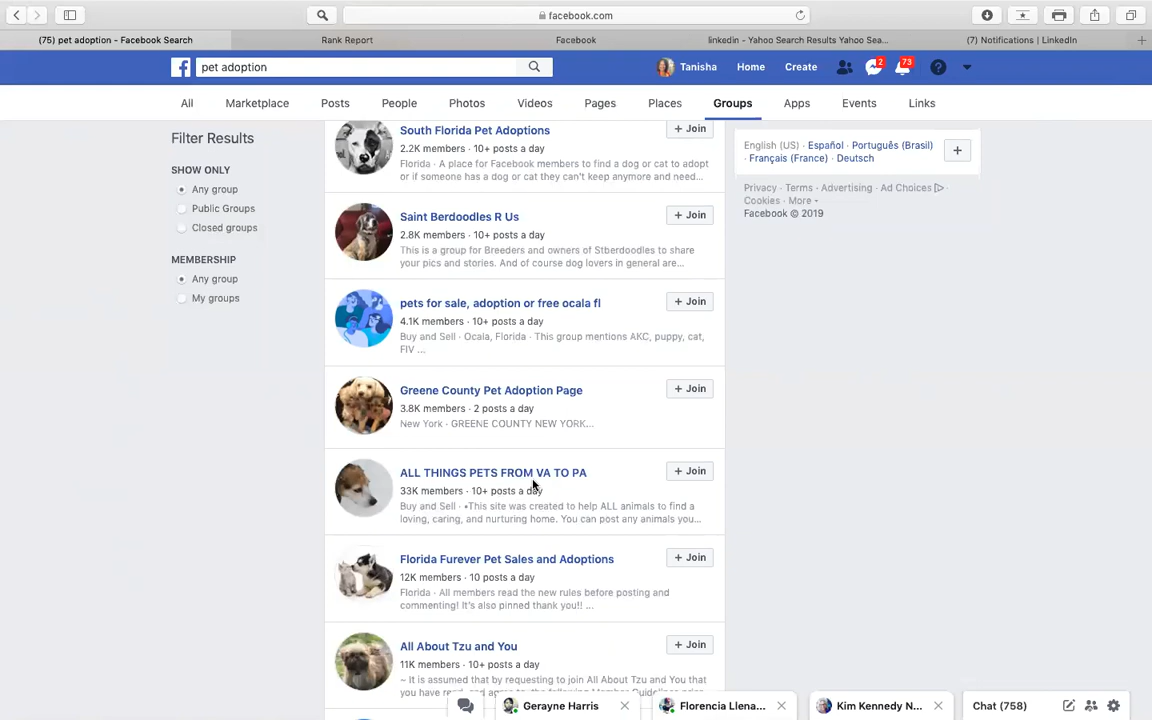 facebook.com
(75) pet adoption - Facebook Search
Rank Report
Facebook
linkedin - Yahoo Search Results Yahoo Sea...
(7) Notifications | LinkedIn
pet adoption
Tanisha
Home
Create
2
73
All
Marketplace
Posts
People
Photos
Videos
Pages
Places
Groups
Apps
Events
Links
Filter Results
SHOW ONLY
Any group
Public Groups
Closed groups
MEMBERSHIP
Any group
My groups
South Florida Pet Adoptions
+ Join
2.2K members · 10+ posts a day
Florida · A place for Facebook members to find a dog or cat to adopt
or if someone has a dog or cat they can't keep anymore and need...
Saint Berdoodles R Us
+ Join
2.8K members · 10+ posts a day
This is a group for Breeders and owners of Stberdoodles to share
your pics and stories. And of course dog lovers in general are...
pets for sale, adoption or free ocala fl
+ Join
4.1K members · 10+ posts a day
Buy and Sell · Ocala, Florida · This group mentions AKC, puppy, cat,
FIV ...
Greene County Pet Adoption Page
+ Join
3.8K members · 2 posts a day
New York · GREENE COUNTY NEW YORK...
ALL THINGS PETS FROM VA TO PA
+ Join
33K members · 10+ posts a day
Buy and Sell · •This site was created to help ALL animals to find a
loving, caring, and nurturing home. You can post any animals you...
Florida Furever Pet Sales and Adoptions
+ Join
12K members · 10 posts a day
Florida · All members read the new rules before posting and
commenting! It's also pinned thank you!! ...
All About Tzu and You
+ Join
11K members · 10+ posts a day
~ It is assumed that by requesting to join All About Tzu and You that
you have read, and agree
English (US) · Español · Português (Brasil)
· Français (France) · Deutsch
Privacy · Terms · Advertising · Ad Choices ·
Cookies · More
Facebook © 2019
Gerayne Harris
Florencia Llena...
Kim Kennedy N...
Chat (758)